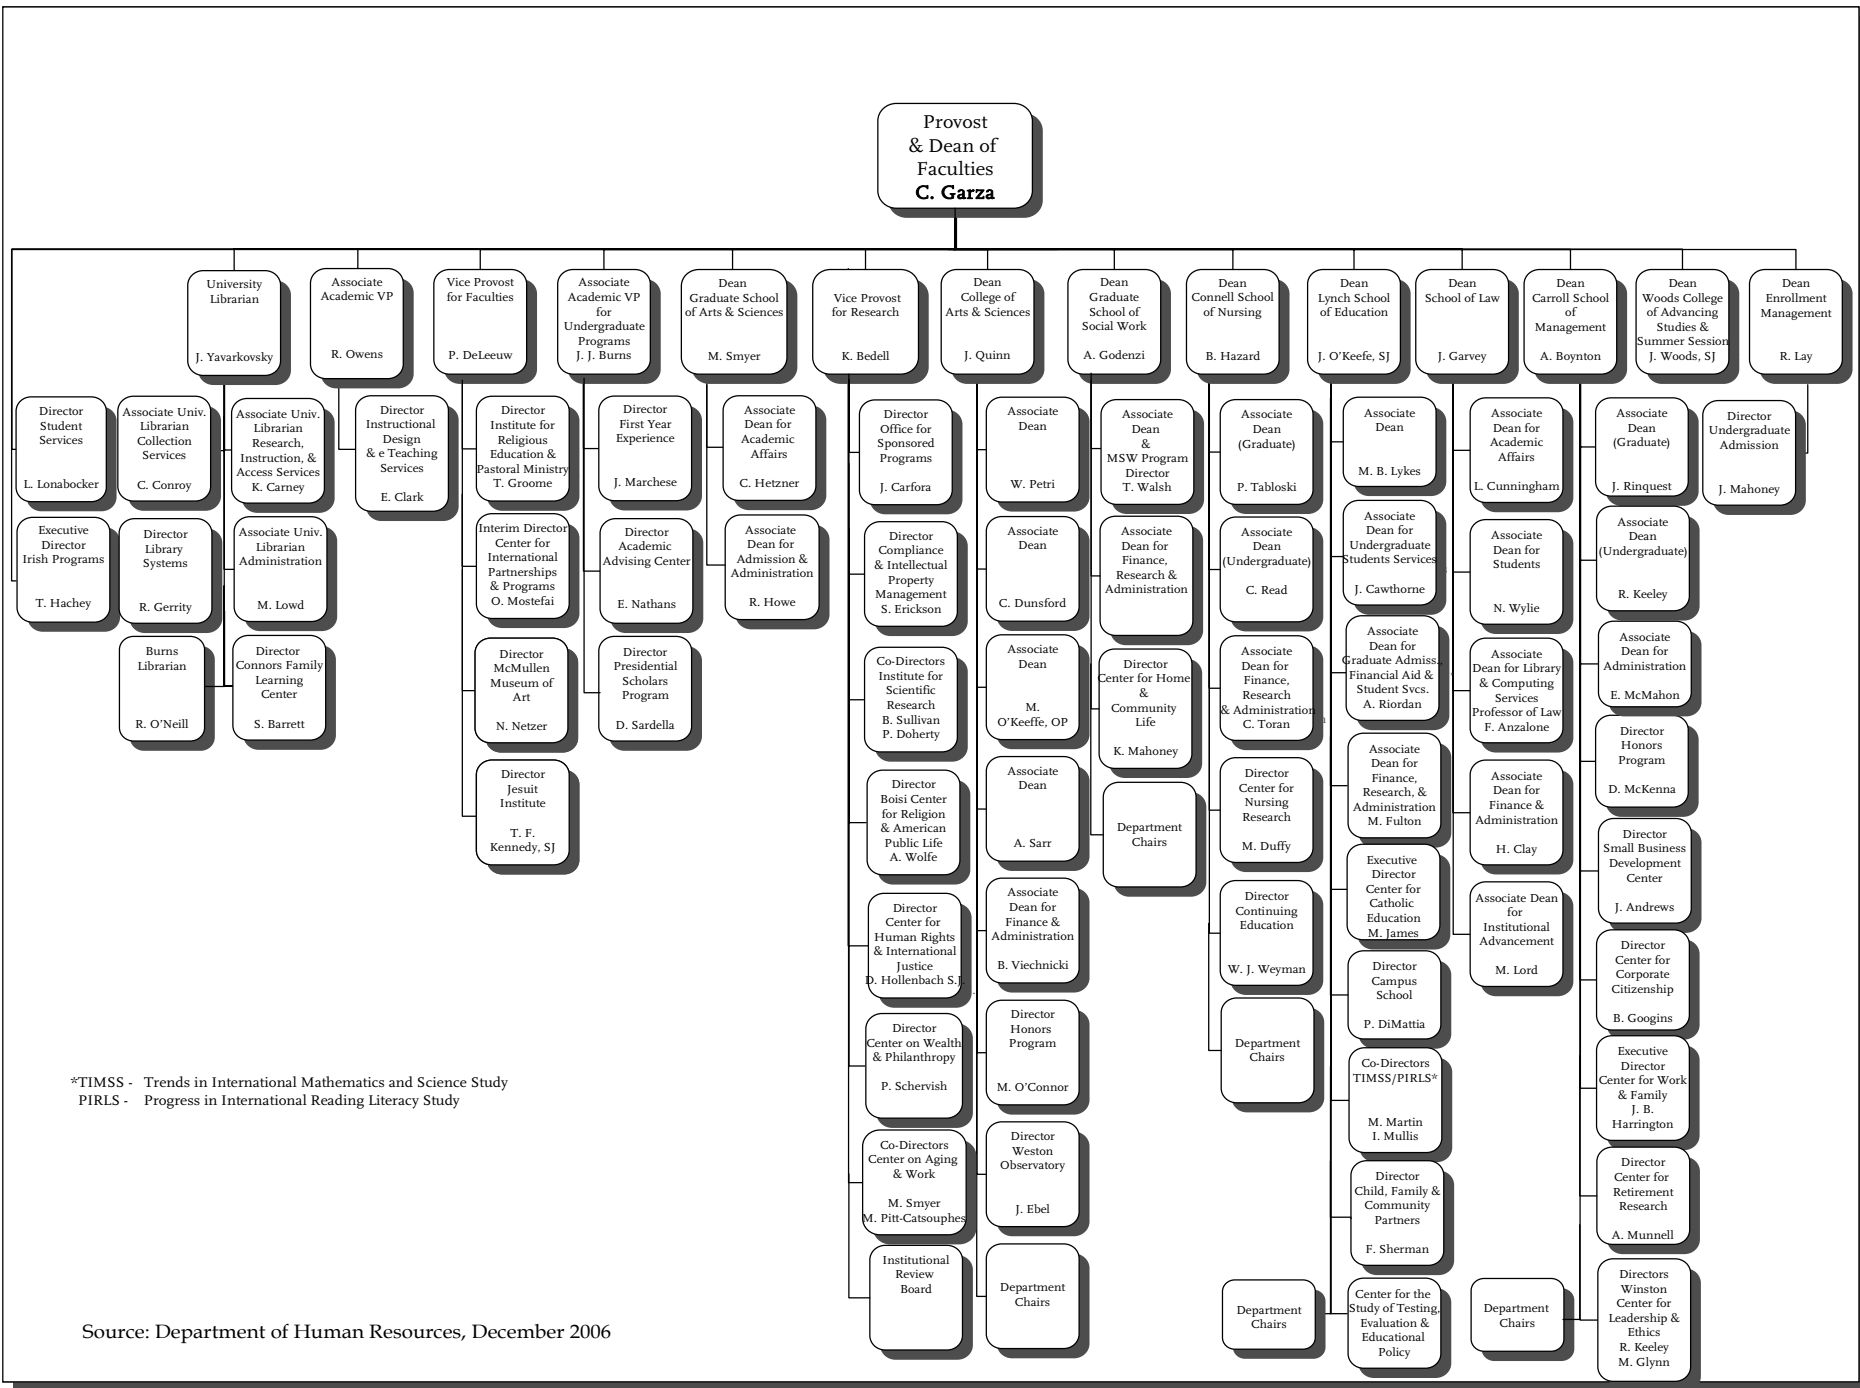 Provost
& Dean of
Faculties
C. Garza
University
Librarian
J. Yavarkovsky
Associate
Academic VP
R. Owens
Vice Provost
for Faculties
P. DeLeeuw
Associate
Academic VP
for
Undergraduate
Programs
J. J. Burns
Dean
Graduate School
of Arts & Sciences
M. Smyer
Vice Provost
for Research
K. Bedell
Dean
College of
Arts & Sciences
J. Quinn
Dean
Graduate
School of
Social Work
A. Godenzi
Dean
Connell School
of Nursing
B. Hazard
Dean
Lynch School
of Education
J. O'Keefe, SJ
Dean
School of Law
J. Garvey
Dean
Carroll School
of
Management
A. Boynton
Dean
Woods College
of Advancing
Studies &
Summer Session
J. Woods, SJ
Dean
Enrollment
Management
R. Lay
Director
Student
Services
L. Lonabocker
Executive
Director
Irish Programs
T. Hachey
Associate Univ.
Librarian
Collection
Services
C. Conroy
Associate Univ.
Librarian
Research,
Instruction, &
Access Services
K. Carney
Director
Library
Systems
R. Gerrity
Associate Univ.
Librarian
Administration
M. Lowd
Burns
Librarian
R. O'Neill
Director
Connors Family
Learning
Center
S. Barrett
Director
Instructional
Design
& e Teaching
Services
E. Clark
Director
Institute for
Religious
Education &
Pastoral Ministry
T. Groome
Interim Director
Center for
International
Partnerships
& Programs
O. Mostefai
Director
McMullen
Museum of
Art
N. Netzer
Director
Jesuit
Institute
T. F.
Kennedy, SJ
Director
First Year
Experience
J. Marchese
Director
Academic
Advising Center
E. Nathans
Director
Presidential
Scholars
Program
D. Sardella
Associate
Dean for
Academic
Affairs
C. Hetzner
Associate
Dean for
Admission &
Administration
R. Howe
Director
Office for
Sponsored
Programs
J. Carfora
Director
Compliance
& Intellectual
Property
Management
S. Erickson
Co-Directors
Institute for
Scientific
Research
B. Sullivan
P. Doherty
Director
Boisi Center
for Religion
& American
Public Life
A. Wolfe
Director
Center for
Human Rights
& International
Justice
D. Hollenbach S.J.
Director
Center on Wealth
& Philanthropy
P. Schervish
Co-Directors
Center on Aging
& Work
M. Smyer
M. Pitt-Catsouphes
Institutional
Review
Board
Associate
Dean
W. Petri
Associate
Dean
C. Dunsford
Associate
Dean
M.
O'Keeffe, OP
Associate
Dean
A. Sarr
Associate
Dean for
Finance &
Administration
B. Viechnicki
Director
Honors
Program
M. O'Connor
Director
Weston
Observatory
J. Ebel
Department
Chairs
Associate
Dean
&
MSW Program
Director
T. Walsh
Associate
Dean for
Finance,
Research &
Administration
Director
Center for Home
&
Community
Life
K. Mahoney
Department
Chairs
Associate
Dean
(Graduate)
P. Tabloski
Associate
Dean
(Undergraduate)
C. Read
Associate
Dean for
Finance,
Research
& Administration
C. Toran
Director
Center for
Nursing
Research
M. Duffy
Director
Continuing
Education
W. J. Weyman
Department
Chairs
Associate
Dean
M. B. Lykes
Associate
Dean for
Undergraduate
Students Services
J. Cawthorne
Associate
Dean for
Graduate Admiss.,
Financial Aid &
Student Svcs.
A. Riordan
Associate
Dean for
Finance,
Research, &
Administration
M. Fulton
Executive
Director
Center for
Catholic
Education
M. James
Director
Campus
School
P. DiMattia
Co-Directors
TIMSS/PIRLS*
M. Martin
I. Mullis
Director
Child, Family &
Community
Partners
F. Sherman
Department
Chairs
Center for the
Study of Testing,
Evaluation &
Educational
Policy
Associate
Dean for
Academic
Affairs
L. Cunningham
Associate
Dean for
Students
N. Wylie
Associate
Dean for Library
& Computing
Services
Professor of Law
F. Anzalone
Associate
Dean for
Finance &
Administration
H. Clay
Associate Dean
for
Institutional
Advancement
M. Lord
Associate
Dean
(Graduate)
J. Rinquest
Associate
Dean
(Undergraduate)
R. Keeley
Associate
Dean for
Administration
E. McMahon
Director
Honors
Program
D. McKenna
Director
Small Business
Development
Center
J. Andrews
Director
Center for
Corporate
Citizenship
B. Googins
Executive
Director
Center for Work
& Family
J. B.
Harrington
Director
Center for
Retirement
Research
A. Munnell
Department
Chairs
Directors
Winston
Center for
Leadership &
Ethics
R. Keeley
M. Glynn
Director
Undergraduate
Admission
J. Mahoney
*TIMSS - Trends in International Mathematics and Science Study
PIRLS - Progress in International Reading Literacy Study
Source: Department of Human Resources, December 2006